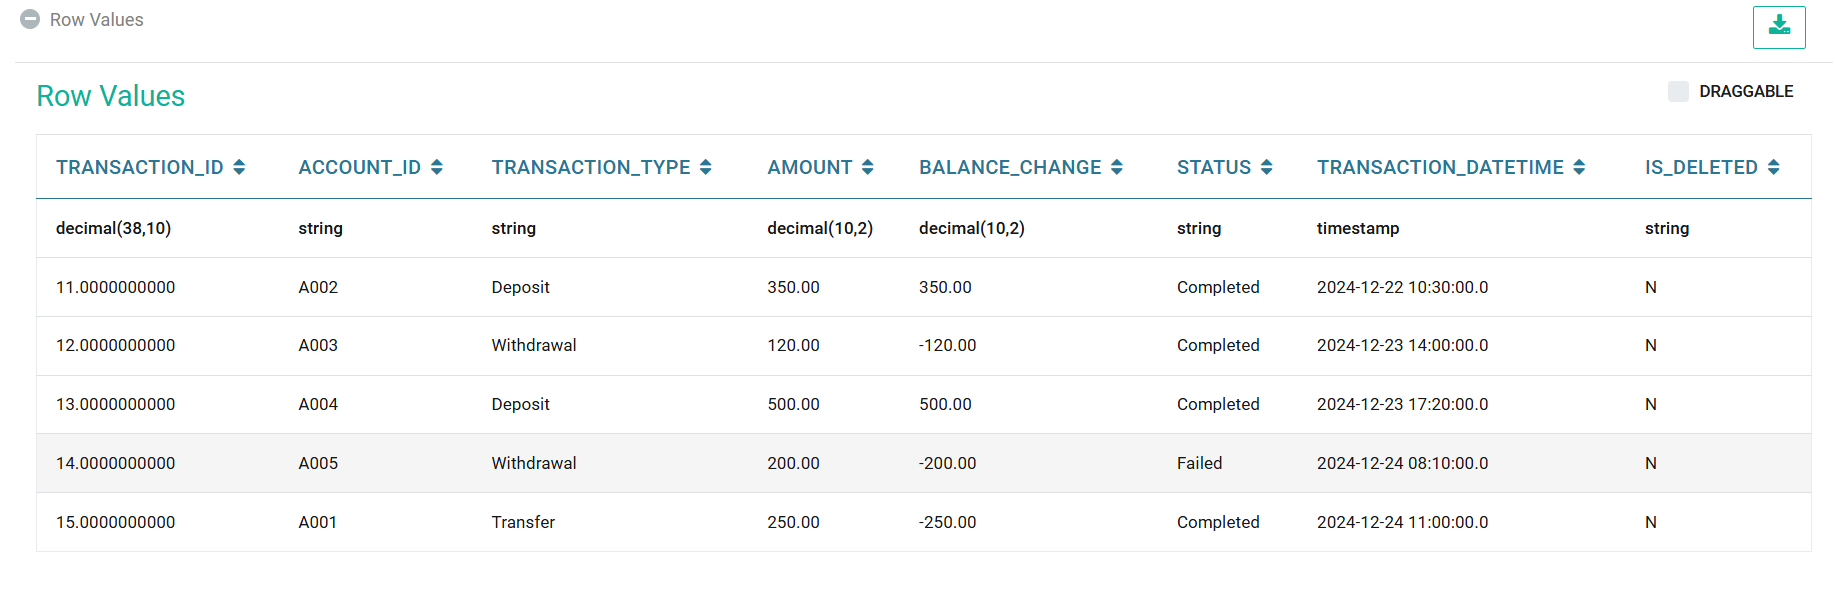 Row Values
Row Values
DRAGGABLE
TRANSACTION_ID ACCOUNT_ID TRANSACTION_TYPE AMOUNT BALANCE_CHANGE STATUS TRANSACTION_DATETIME IS_DELETED
decimal(38,10) string string decimal(10,2) decimal(10,2) string timestamp string
11.0000000000 A002 Deposit 350.00 350.00 Completed 2024-12-22 10:30:00.0 N
12.0000000000 A003 Withdrawal 120.00 -120.00 Completed 2024-12-23 14:00:00.0 N
13.0000000000 A004 Deposit 500.00 500.00 Completed 2024-12-23 17:20:00.0 N
14.0000000000 A005 Withdrawal 200.00 -200.00 Failed 2024-12-24 08:10:00.0 N
15.0000000000 A001 Transfer 250.00 -250.00 Completed 2024-12-24 11:00:00.0 N